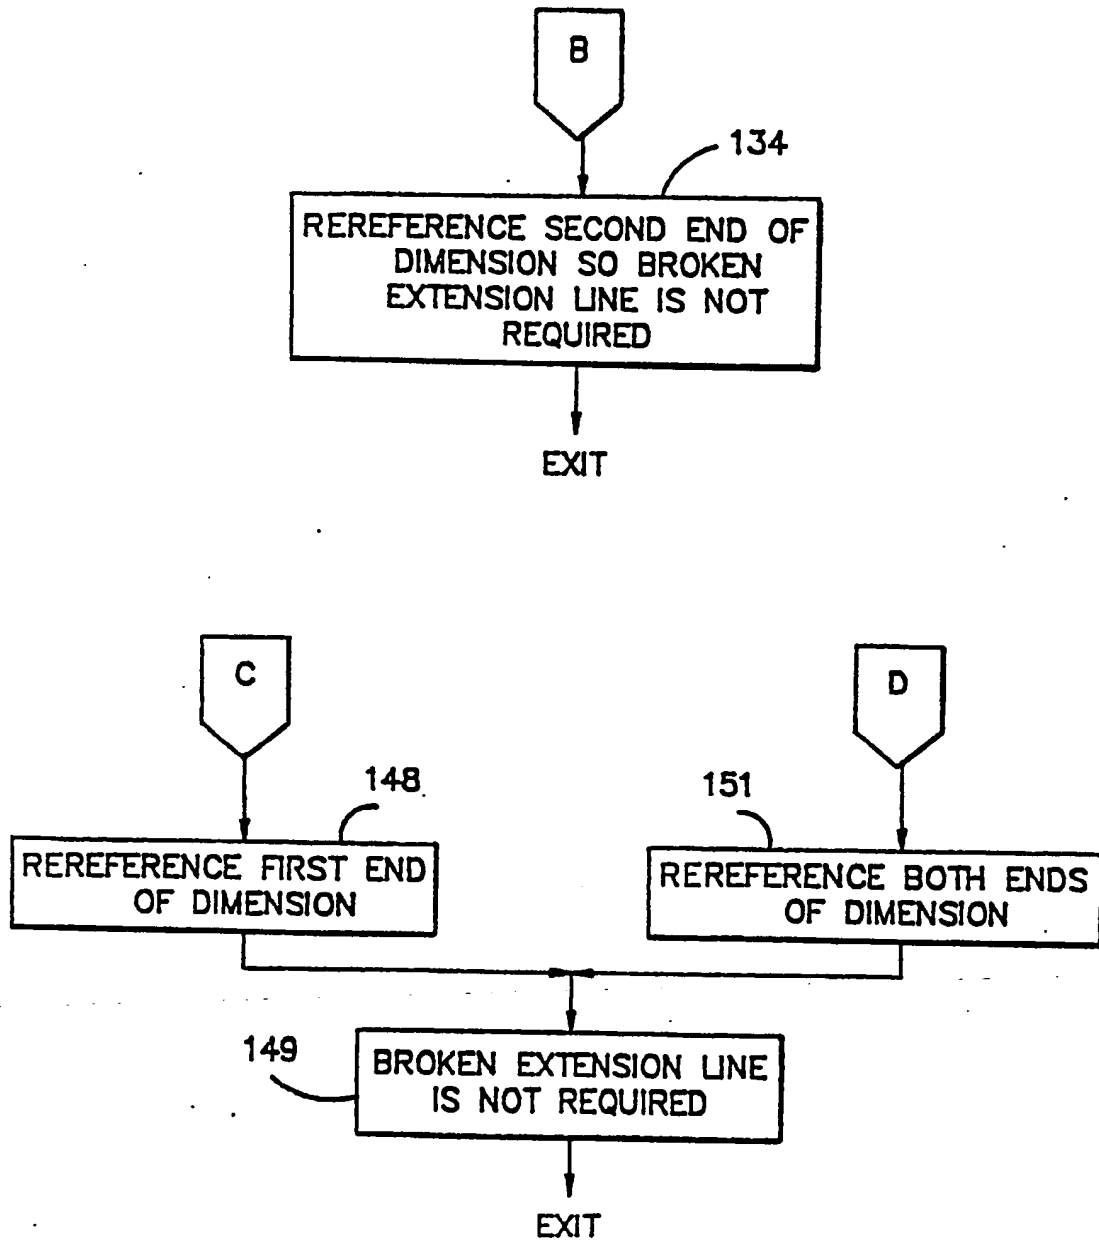 B
134
REREFERENCE SECOND END OF
DIMENSION SO BROKEN
EXTENSION LINE IS NOT
REQUIRED
EXIT
C
D
148
151
REREFERENCE FIRST END
OF DIMENSION
REREFERENCE BOTH ENDS
OF DIMENSION
149
BROKEN EXTENSION LINE
IS NOT REQUIRED
EXIT